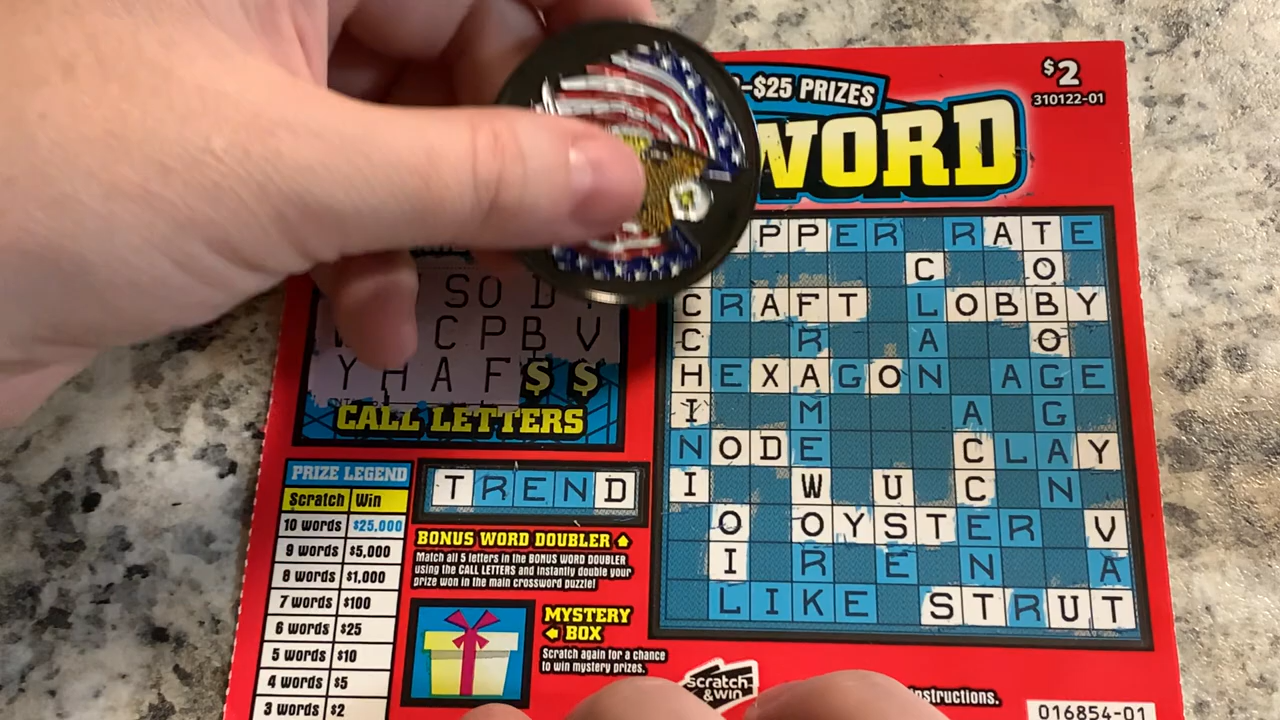 $2
-$25 PRIZES
310122-01
WORD
PPER RATE
C O
SO D
CRAFT LOBBY
C P B V
C R A O
Y H A F $ $
HEXAGON AGE
I M A G
CALL LETTERS
NODE CLAY
PRIZE LEGEND
TREND
I W U C N
Scratch Win
10 words $25,000
O OYSTER V
BONUS WORD DOUBLER
9 words $5,000
Match all 5 letters in the BONUS WORD DOUBLER
using the CALL LETTERS and instantly double your
prize won in the main crossword puzzle!
I R E N A
8 words $1,000
7 words $100
LIKE STRUT
6 words $25
MYSTERY
BOX
5 words $10
Scratch again for a chance
to win mystery prizes.
4 words $5
scratch
&WIN
nstructions.
3 words $2
016854-01